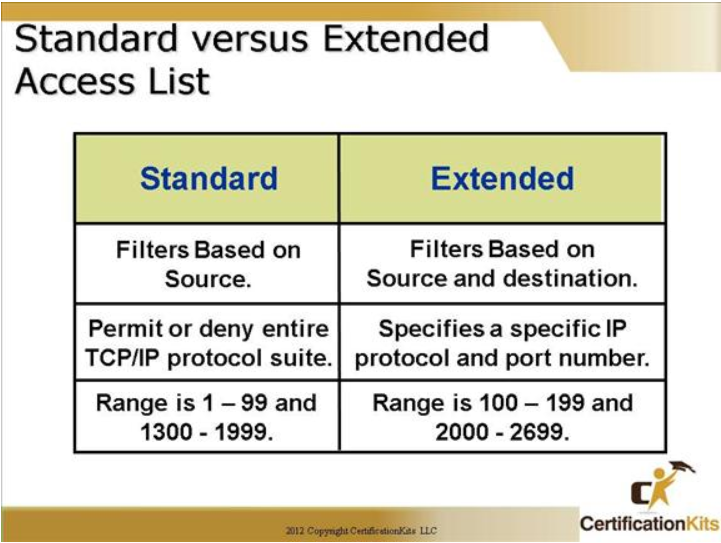 Standard versus Extended
Access List
Standard
Extended
Filters Based on
Source.
Filters Based on
Source and destination.
Permit or deny entire
TCP/IP protocol suite.
Specifies a specific IP
protocol and port number.
Range is 1 – 99 and
1300 - 1999.
Range is 100 – 199 and
2000 - 2699.
2012 Copyright CertificationKits LLC
CK
CertificationKits